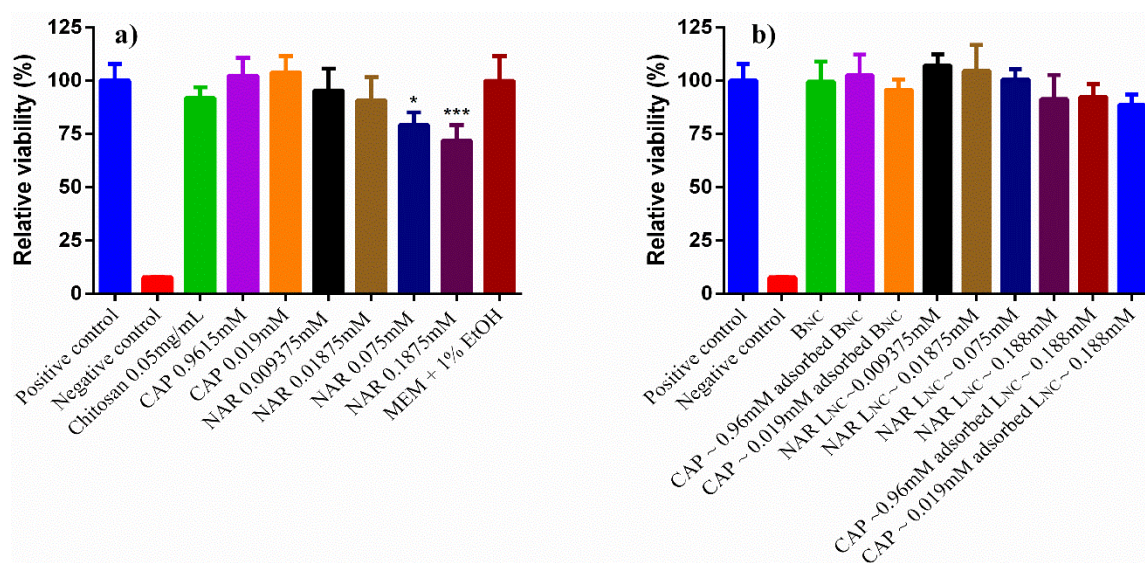 a)
Relative viability (%)
125
100
75
50
25
0
*
***
Positive control
Negative control
Chitosan 0.05mg/mL
CAP 0.9615mM
CAP 0.019mM
NAR 0.009375mM
NAR 0.01875mM
NAR 0.075mM
NAR 0.1875mM
MEM + 1% EtOH
b)
Relative viability (%)
125
100
75
50
25
0
Positive control
Negative control
BNC
CAP ~ 0.96mM adsorbed BNC
CAP ~ 0.019mM adsorbed BNC
NAR LNC ~ 0.009375mM
NAR LNC ~ 0.01875mM
NAR LNC ~ 0.075mM
NAR LNC ~ 0.188mM
CAP ~0.96mM adsorbed LNC ~ 0.188mM
CAP ~ 0.019mM adsorbed LNC ~ 0.188mM